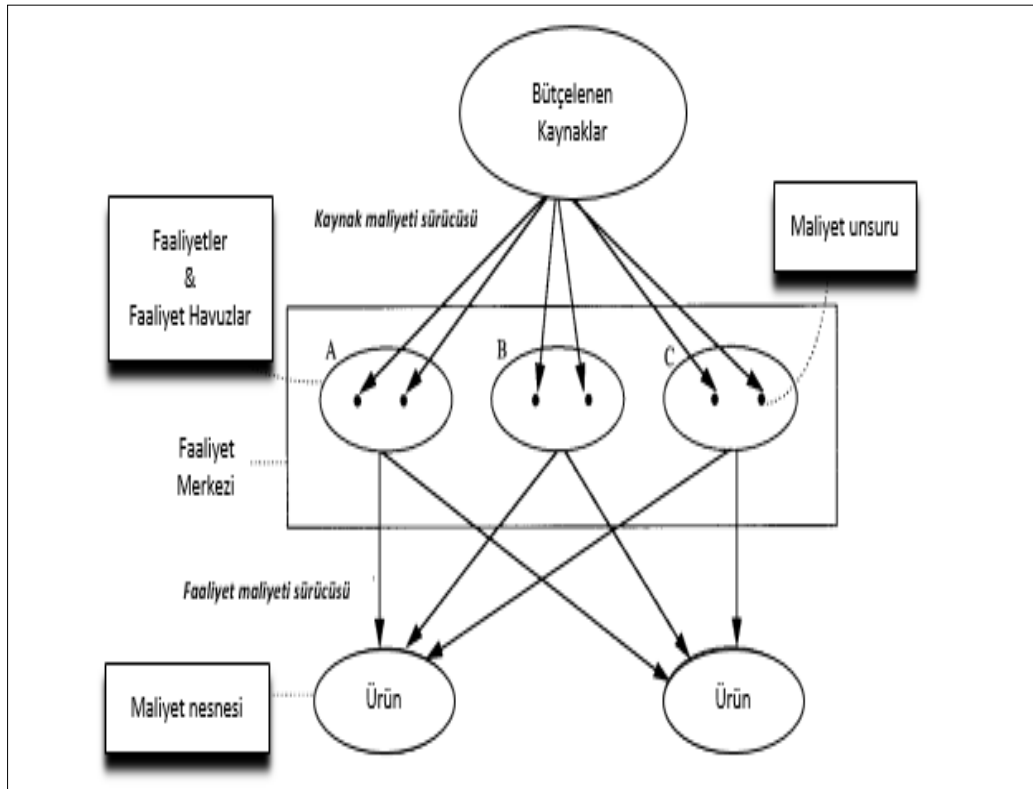 Bütçelenen
Kaynaklar
Kaynak maliyeti sürücüsü
Maliyet unsuru
Faaliyetler
&
Faaliyet Havuzlar
A
B
C
Faaliyet
Merkezi
Faaliyet maliyeti sürücüsü
Maliyet nesnesi
Ürün
Ürün